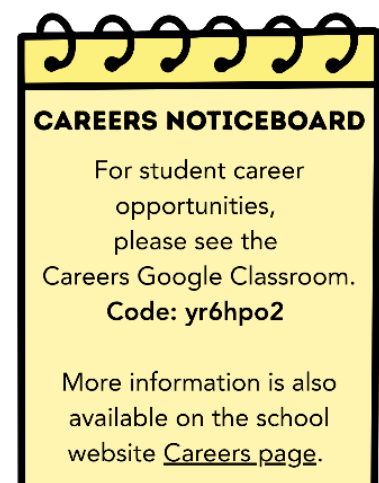 CAREERS NOTICEBOARD
For student career
opportunities,
please see the
Careers Google Classroom.
Code: yr6hpo2
More information is also
available on the school
website Careers page.